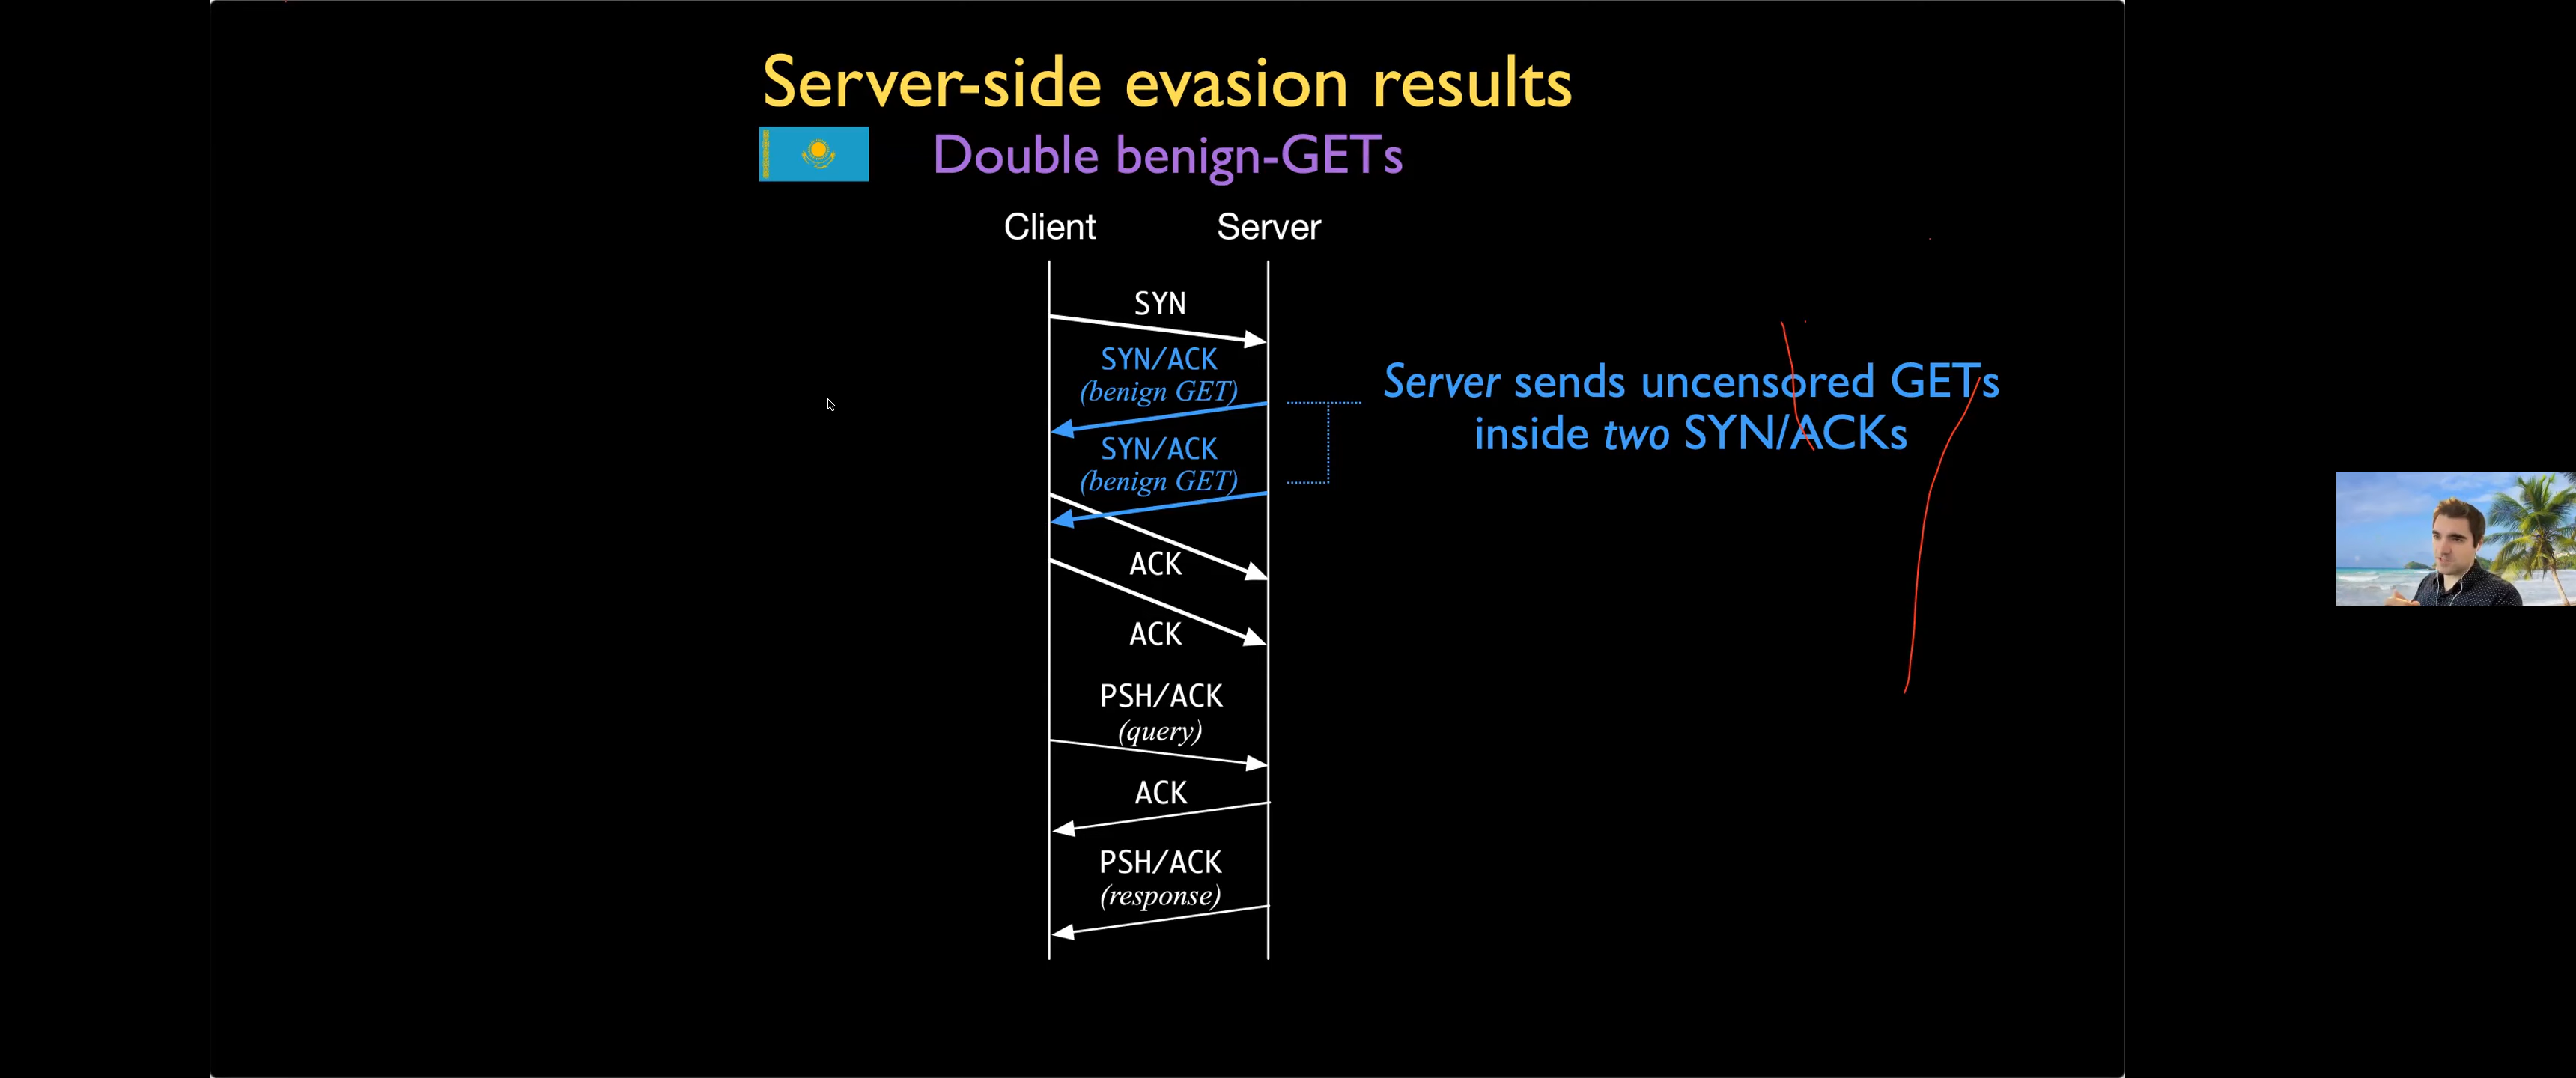 Server-side evasion results
Double benign-GETs
Client
Server
SYN
SYN/ACK
(benign GET)
SYN/ACK
(benign GET)
Server sends uncensored GETs
inside two SYN/ACKs
ACK
ACK
PSH/ACK
(query)
ACK
PSH/ACK
(response)